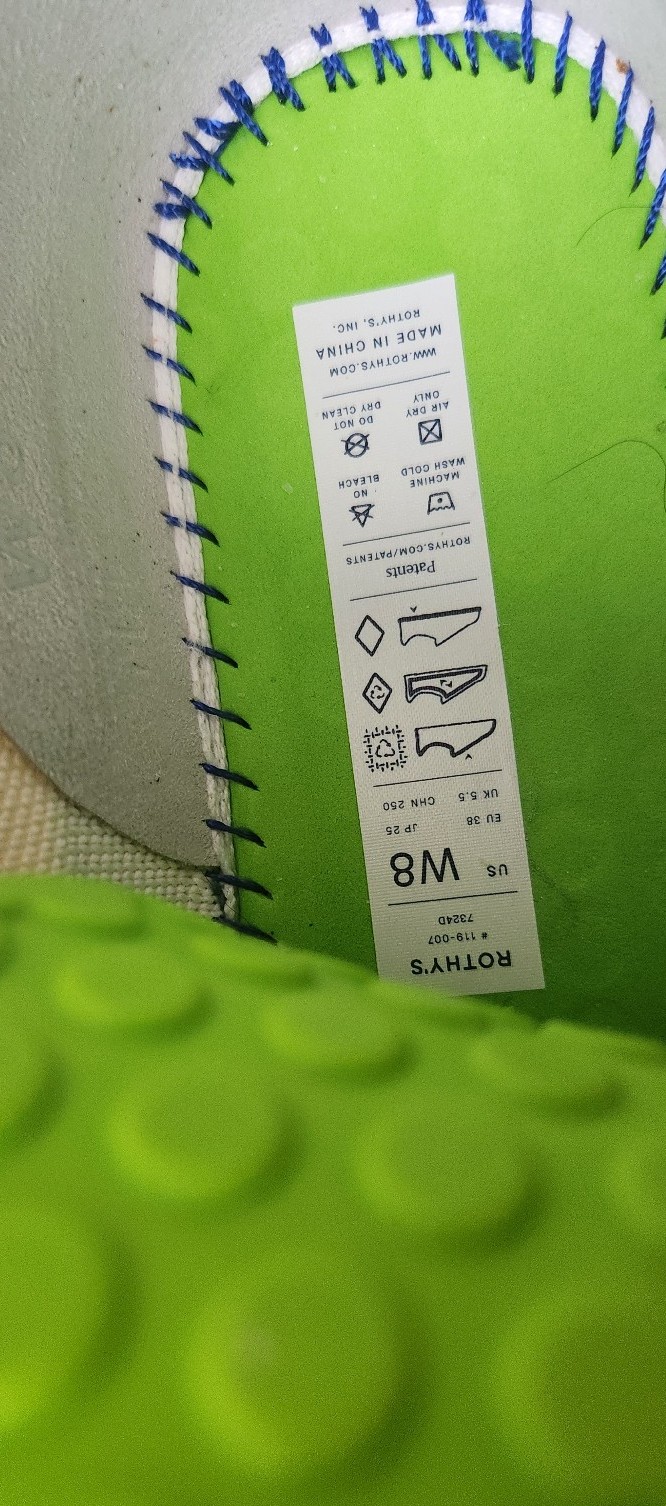 ROTHY'S
# 119-007
7324D
US W8
EU 38 JP 25
UK 5.5 CHN 250
Patents
ROTHYS.COM/PATENTS
MACHINE
WASH COLD
NO
BLEACH
AIR DRY
ONLY
DO NOT
DRY CLEAN
WWW.ROTHYS.COM
MADE IN CHINA
ROTHY'S, INC.